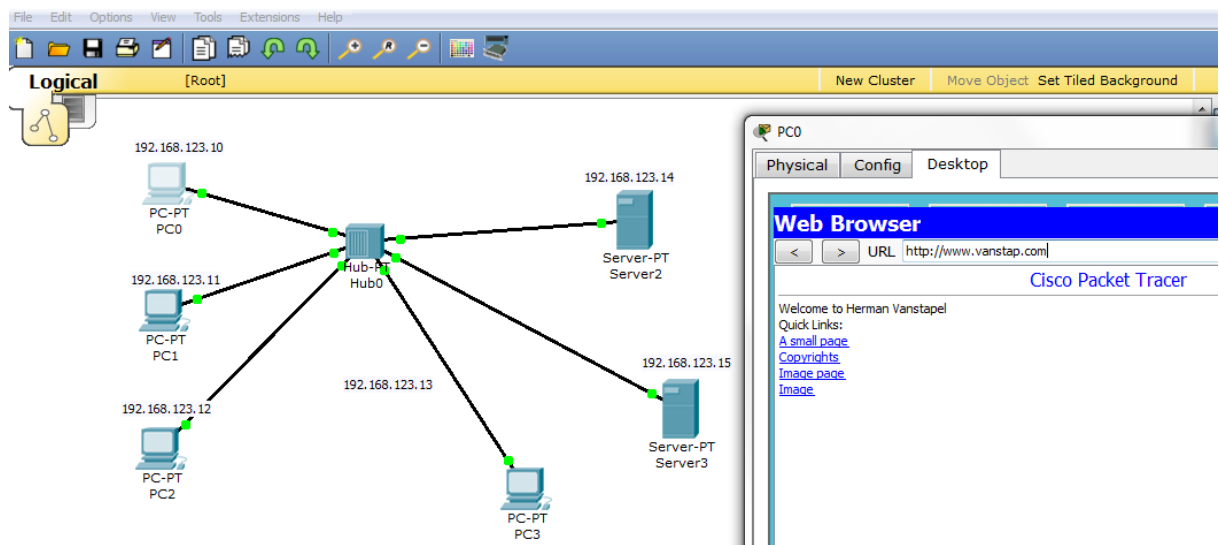 File Edit Options View Tools Extensions Help
Logical [Root] New Cluster Move Object Set Tiled Background
192.168.123.10
PC-PT
PC0
192.168.123.14
Server-PT
Server2
Hub-PT
Hub0
192.168.123.11
PC-PT
PC1
192.168.123.15
Server-PT
Server3
192.168.123.13
192.168.123.12
PC-PT
PC2
PC-PT
PC3
PC0
Physical Config Desktop
Web Browser
< > URL http://www.vanstap.com
Cisco Packet Tracer
Welcome to Herman Vanstapel
Quick Links:
A small page
Copyrights
Image page
Image